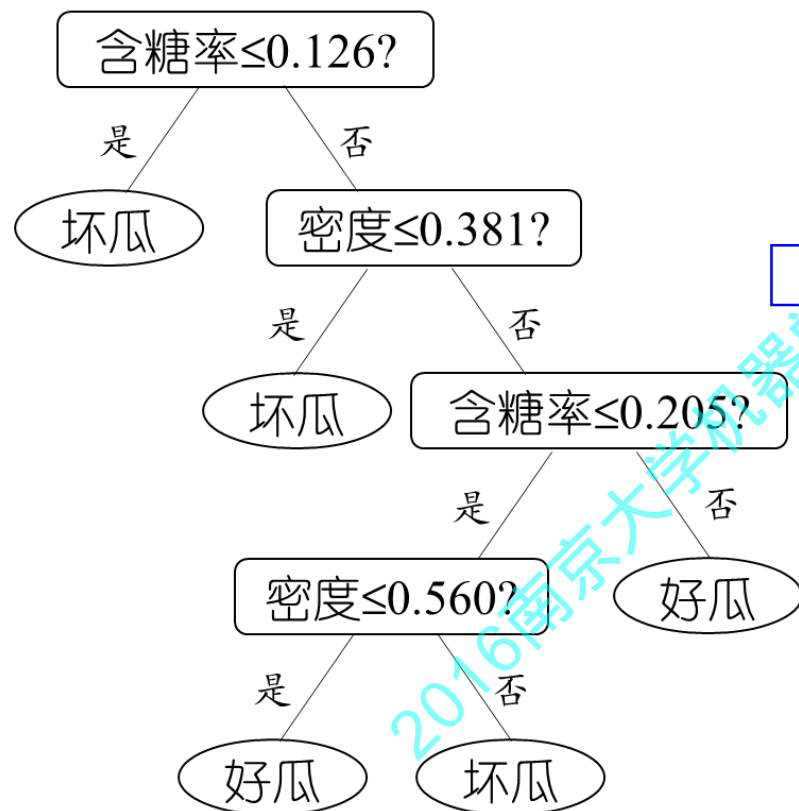 含糖率≤0.126?
是
否
坏瓜
密度≤0.381?
是
否
坏瓜
含糖率≤0.205?
是
否
密度≤0.560?
好瓜
是
否
好瓜
坏瓜
2016南京大学机器学